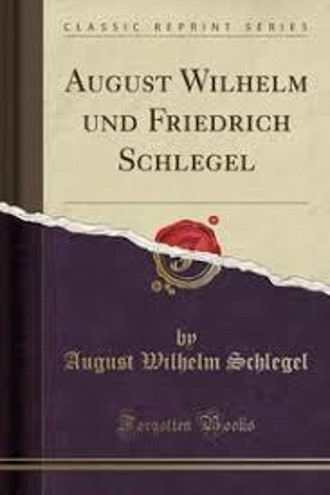 CLASSIC REPRINT SERIES
AUGUST WILHELM
UND FRIEDRICH
SCHLEGEL
by
August Wilhelm Schlegel
Forgotten Books